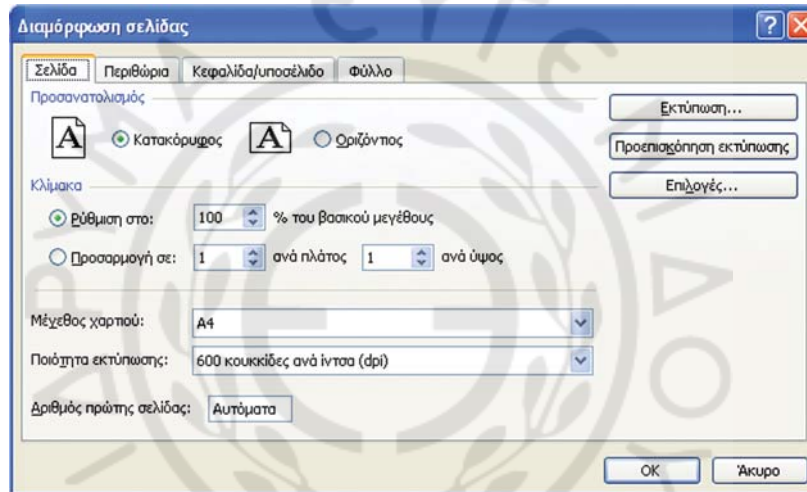 Διαμόρφωση σελίδας
Σελίδα Περιθώρια Κεφαλίδα/υποσέλιδο Φύλλο
Προσανατολισμός
A Κατακόρυφος A Οριζόντιος
Κλίμακα
Ρύθμιση στο: 100 % του βασικού μεγέθους
Προσαρμογή σε: 1 ανά πλάτος 1 ανά ύψος
Μέγεθος χαρτιού: A4
Ποιότητα εκτύπωσης: 600 κουκκίδες ανά ίντσα (dpi)
Αριθμός πρώτης σελίδας: Αυτόματα
Εκτύπωση...
Προεπισκόπηση εκτύπωσης
Επιλογές...
OK Άκυρο